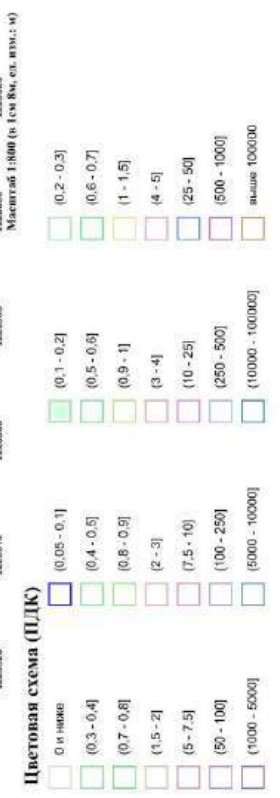 Масштаб 1:800 (в 1см 8м, ед. изм.: м)
Цветовая схема (ПДК)
0 и ниже (0,05 - 0,1] (0,1 - 0,2] (0,2 - 0,3]
(0,3 - 0,4] (0,4 - 0,5] (0,5 - 0,6] (0,6 - 0,7]
(0,7 - 0,8] (0,8 - 0,9] (0,9 - 1] (1 - 1,5]
(1,5 - 2] (2 - 3] (3 - 4] (4 - 5]
(5 - 7,5] (7,5 - 10] (10 - 25] (25 - 50]
(50 - 100] (100 - 250] (250 - 500] (500 - 1000]
(1000 - 5000] (5000 - 10000] (10000 - 100000] выше 100000